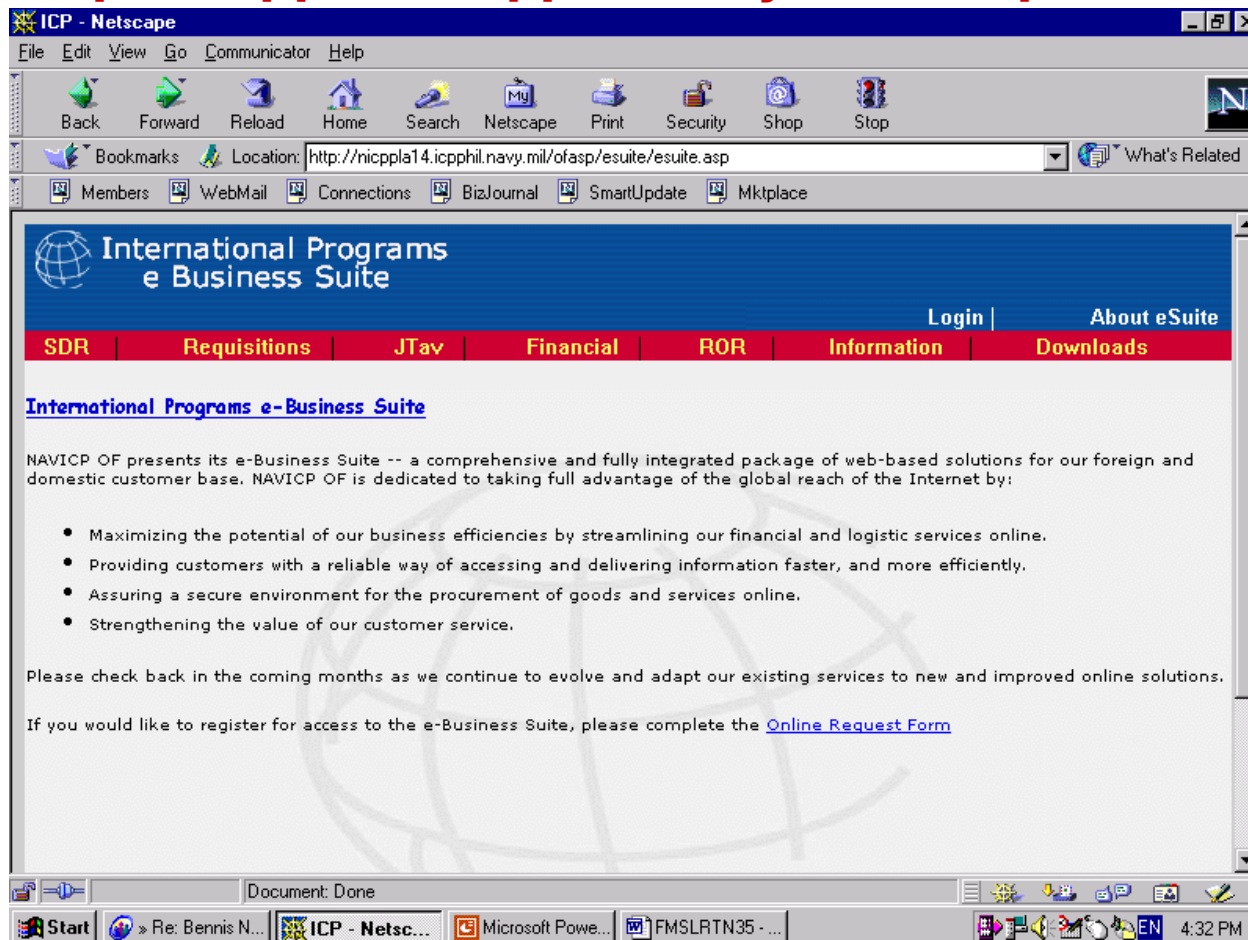 ICP - Netscape
File Edit View Go Communicator Help
Back Forward Reload Home Search Netscape Print Security Shop Stop
My
N
Bookmarks Location: http://nicppla14.icpphil.navy.mil/ofasp/esuite/esuite.asp What's Related
Members WebMail Connections BizJournal SmartUpdate Mktplace
International Programs
e Business Suite
Login | About eSuite
SDR | Requisitions | JTav | Financial | ROR | Information | Downloads
International Programs e-Business Suite
NAVICP OF presents its e-Business Suite -- a comprehensive and fully integrated package of web-based solutions for our foreign and
domestic customer base. NAVICP OF is dedicated to taking full advantage of the global reach of the Internet by:
• Maximizing the potential of our business efficiencies by streamlining our financial and logistic services online.
• Providing customers with a reliable way of accessing and delivering information faster, and more efficiently.
• Assuring a secure environment for the procurement of goods and services online.
• Strengthening the value of our customer service.
Please check back in the coming months as we continue to evolve and adapt our existing services to new and improved online solutions.
If you would like to register for access to the e-Business Suite, please complete the Online Request Form
Document: Done
Start » Re: Bennis N... ICP - Netsc... Microsoft Powe... FMSLRTN35 - ... EN 4:32 PM